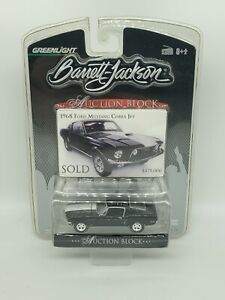 GREENLIGHT
8+
Barrett-Jackson
AUCTION BLOCK
1968 FORD MUSTANG COBRA JET
SOLD
AUCTION BLOCK